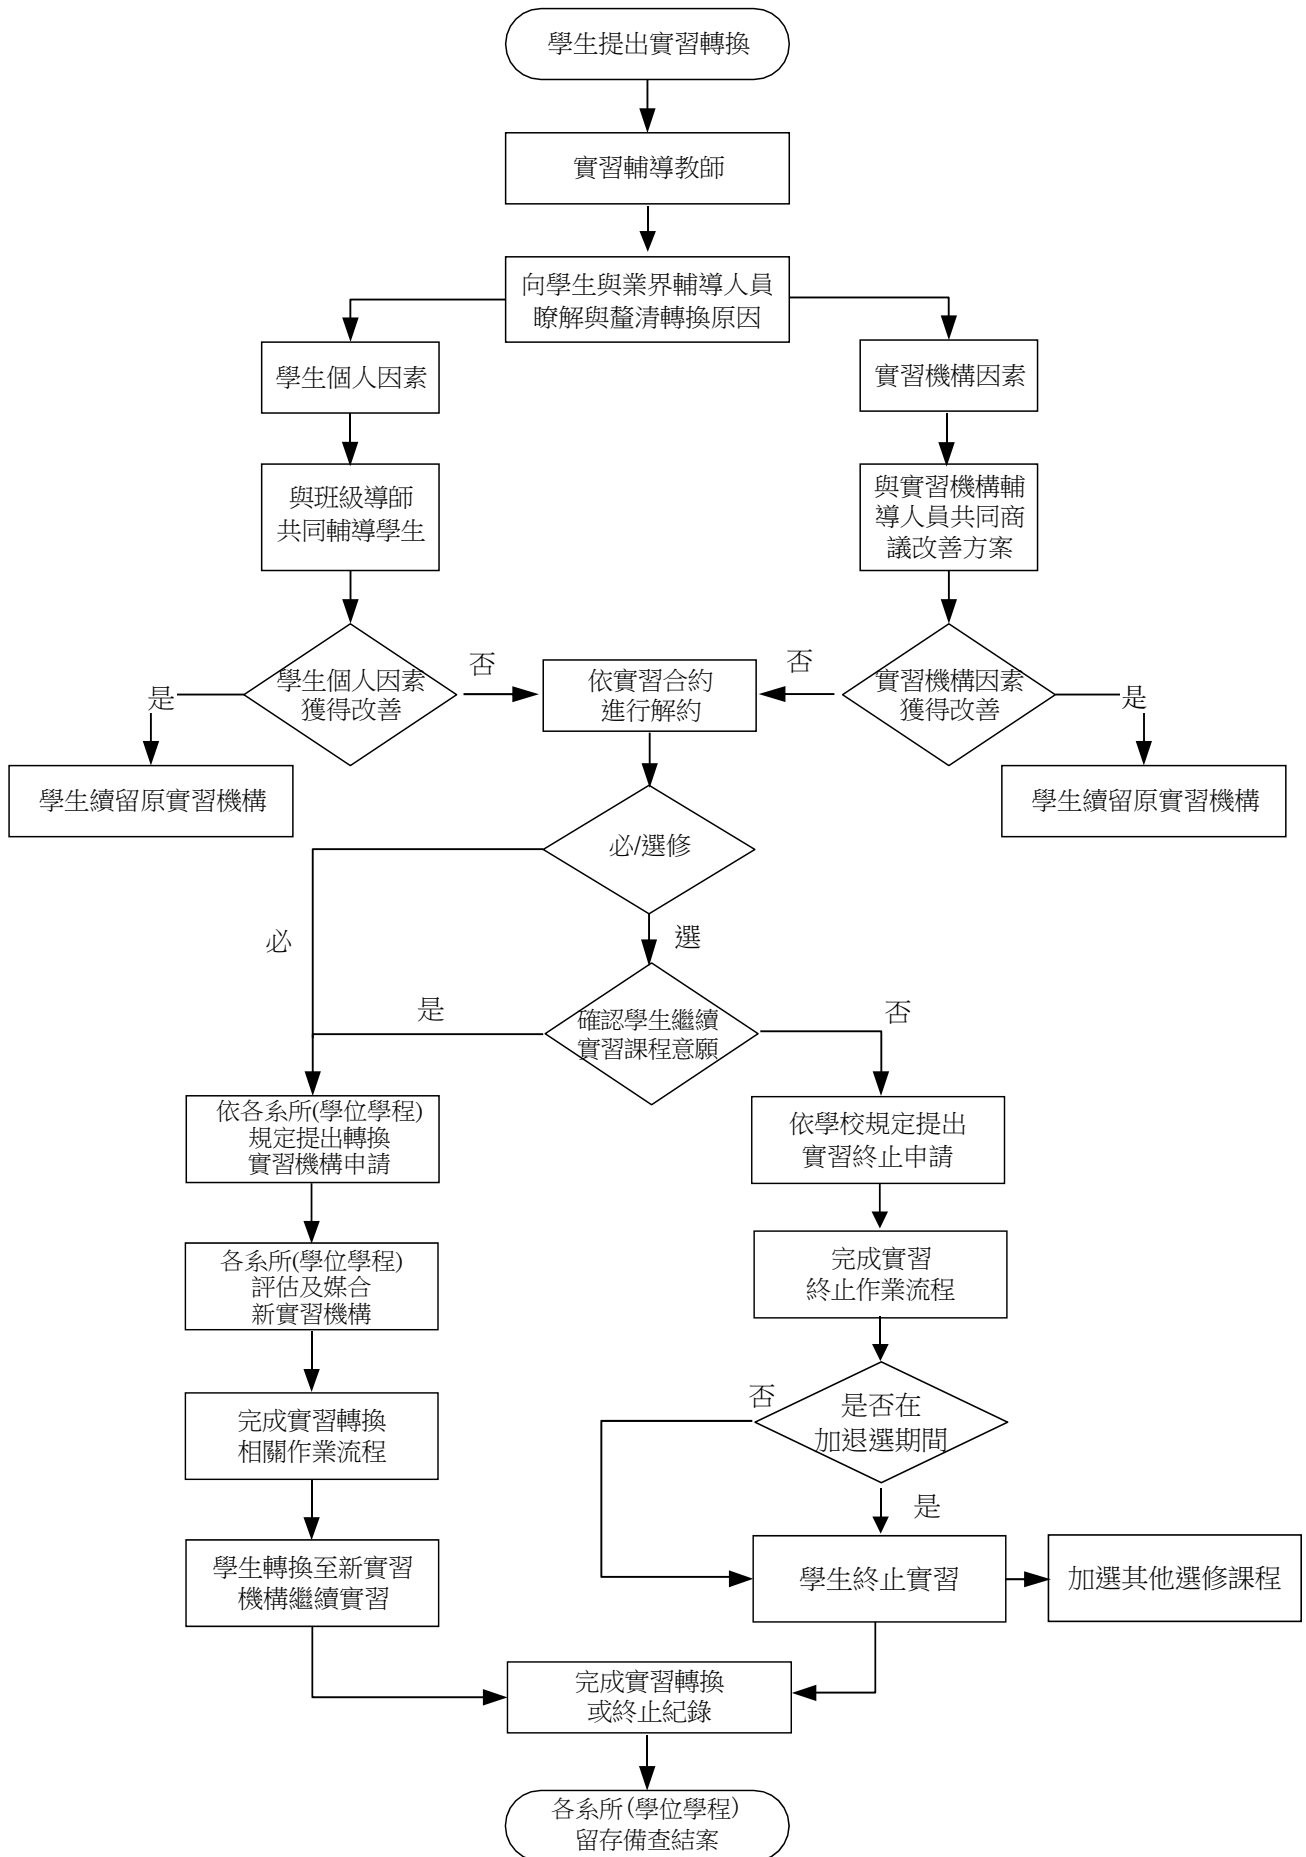 學生提出實習轉換
實習輔導教師
向學生與業界輔導人員
瞭解與釐清轉換原因
學生個人因素
實習機構因素
與班級導師
共同輔導學生
與實習機構輔
導人員共同商
議改善方案
學生個人因素
獲得改善
否
依實習合約
進行解約
否
實習機構因素
獲得改善
是
是
學生續留原實習機構
學生續留原實習機構
必/選修
必
選
是
確認學生繼續
實習課程意願
否
依各系所(學位學程)
規定提出轉換
實習機構申請
依學校規定提出
實習終止申請
各系所(學位學程)
評估及媒合
新實習機構
完成實習
終止作業流程
完成實習轉換
相關作業流程
否
是否在
加退選期間
是
學生轉換至新實習
機構繼續實習
學生終止實習
加選其他選修課程
完成實習轉換
或終止紀錄
各系所(學位學程)
留存備查結案